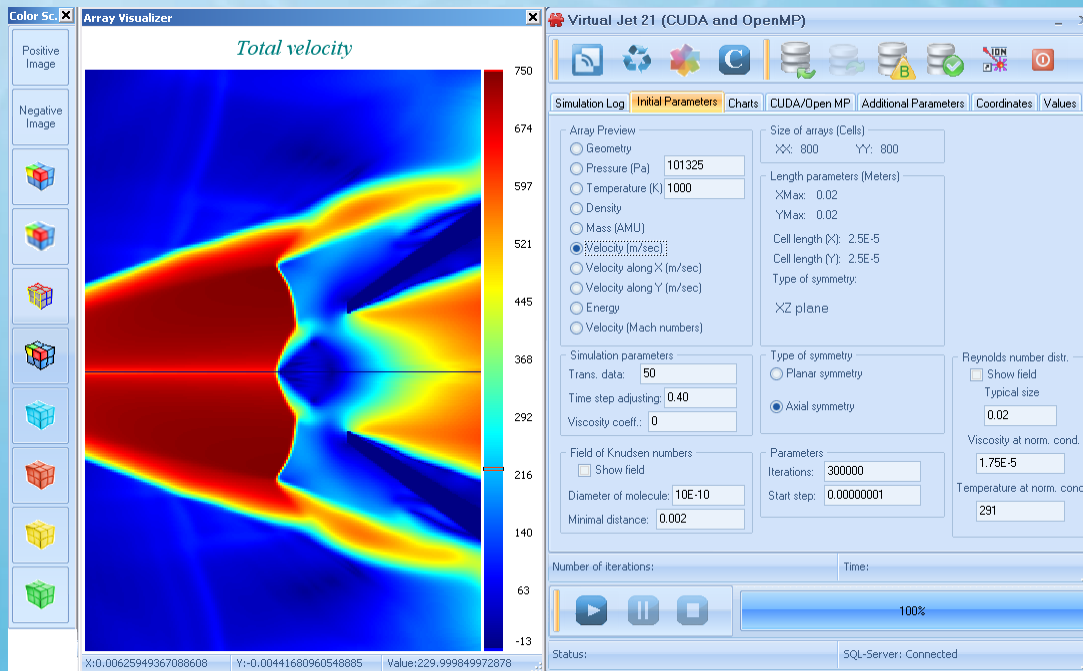 Color Sc.
Positive
Image
Negative
Image
Array Visualizer
Total velocity
750
674
597
521
445
368
292
216
140
63
-13
X:0.00625949367088608
Y:-0.00441680960548885
Value:229.999849972878
Virtual Jet 21 (CUDA and OpenMP)
C
B
ION
Simulation Log
Initial Parameters
Charts
CUDA/Open MP
Additional Parameters
Coordinates
Values
Array Preview
Geometry
Pressure (Pa) 101325
Temperature (K) 1000
Density
Mass (AMU)
Velocity (m/sec)
Velocity along X (m/sec)
Velocity along Y (m/sec)
Energy
Velocity (Mach numbers)
Size of arrays (Cells)
XX: 800 YY: 800
Length parameters (Meters)
XMax: 0.02
YMax: 0.02
Cell length (X): 2.5E-5
Cell length (Y): 2.5E-5
Type of symmetry:
XZ plane
Simulation parameters
Trans. data: 50
Time step adjusting: 0.40
Viscosity coeff.: 0
Type of symmetry
Planar symmetry
Axial symmetry
Reynolds number distr.
Show field
Typical size
0.02
Viscosity at norm. cond.
1.75E-5
Temperature at norm. cond
291
Field of Knudsen numbers
Show field
Diameter of molecule: 10E-10
Minimal distance: 0.002
Parameters
Iterations: 300000
Start step: 0.00000001
Number of iterations:
Time:
100%
Status:
SQL-Server: Connected